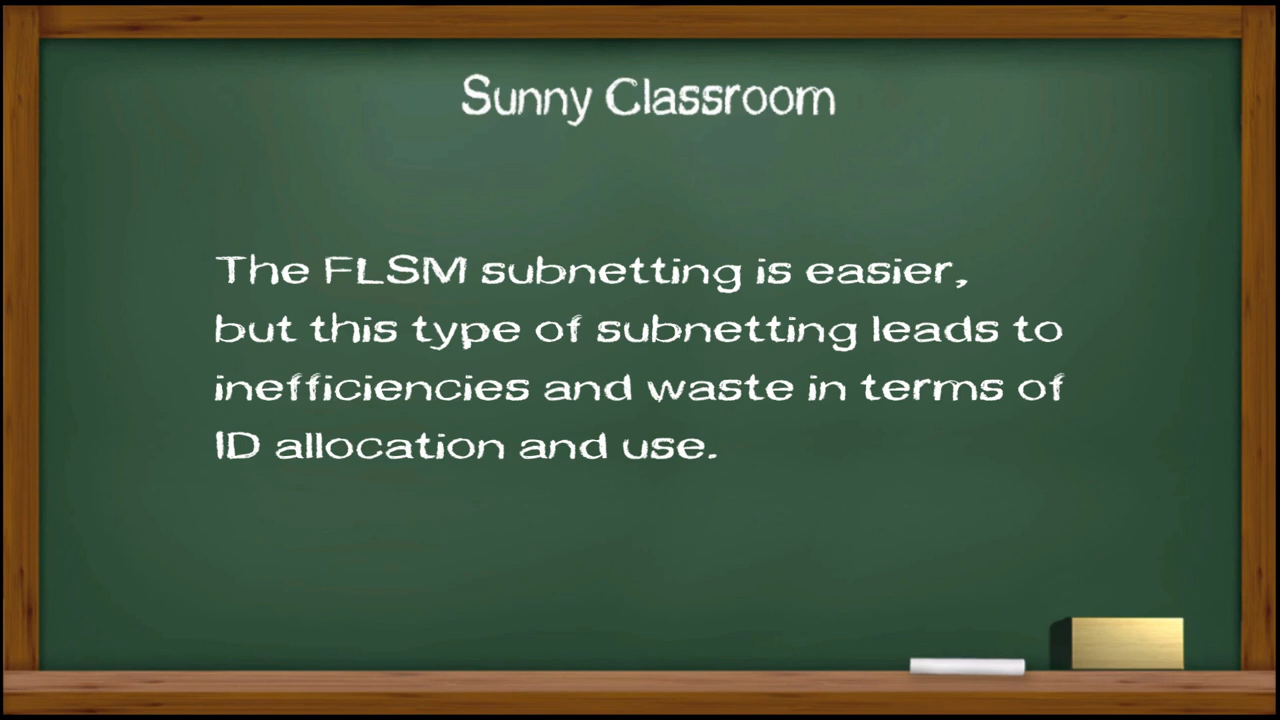 Sunny Classroom
The FLSM subnetting is easier,
but this type of subnetting leads to
inefficiencies and waste in terms of
ID allocation and use.